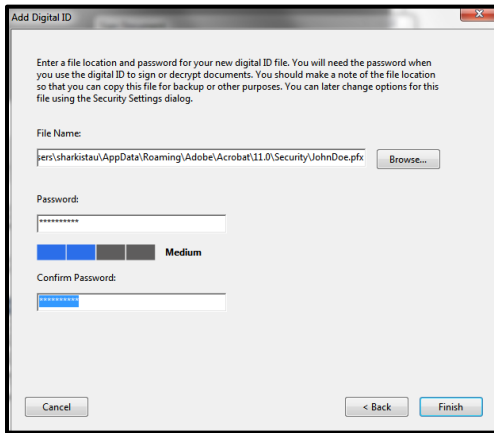 Add Digital ID
Enter a file location and password for your new digital ID file. You will need the password when
you use the digital ID to sign or decrypt documents. You should make a note of the file location
so that you can copy this file for backup or other purposes. You can later change options for this
file using the Security Settings dialog.
File Name:
sers\sharkistau\AppData\Roaming\Adobe\Acrobat\11.0\Security\JohnDoe.pfx
Browse...
Password:
**********
Medium
Confirm Password:
**********
Cancel
< Back
Finish